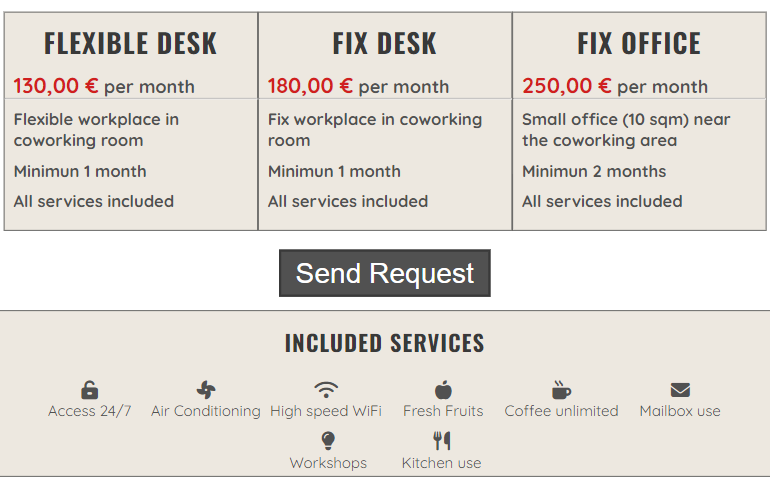 FLEXIBLE DESK
130,00 € per month
Flexible workplace in
coworking room
Minimun 1 month
All services included
FIX DESK
180,00 € per month
Fix workplace in coworking
room
Minimun 1 month
All services included
FIX OFFICE
250,00 € per month
Small office (10 sqm) near
the coworking area
Minimun 2 months
All services included
Send Request
INCLUDED SERVICES
Access 24/7
Air Conditioning
High speed WiFi
Fresh Fruits
Coffee unlimited
Mailbox use
Workshops
Kitchen use